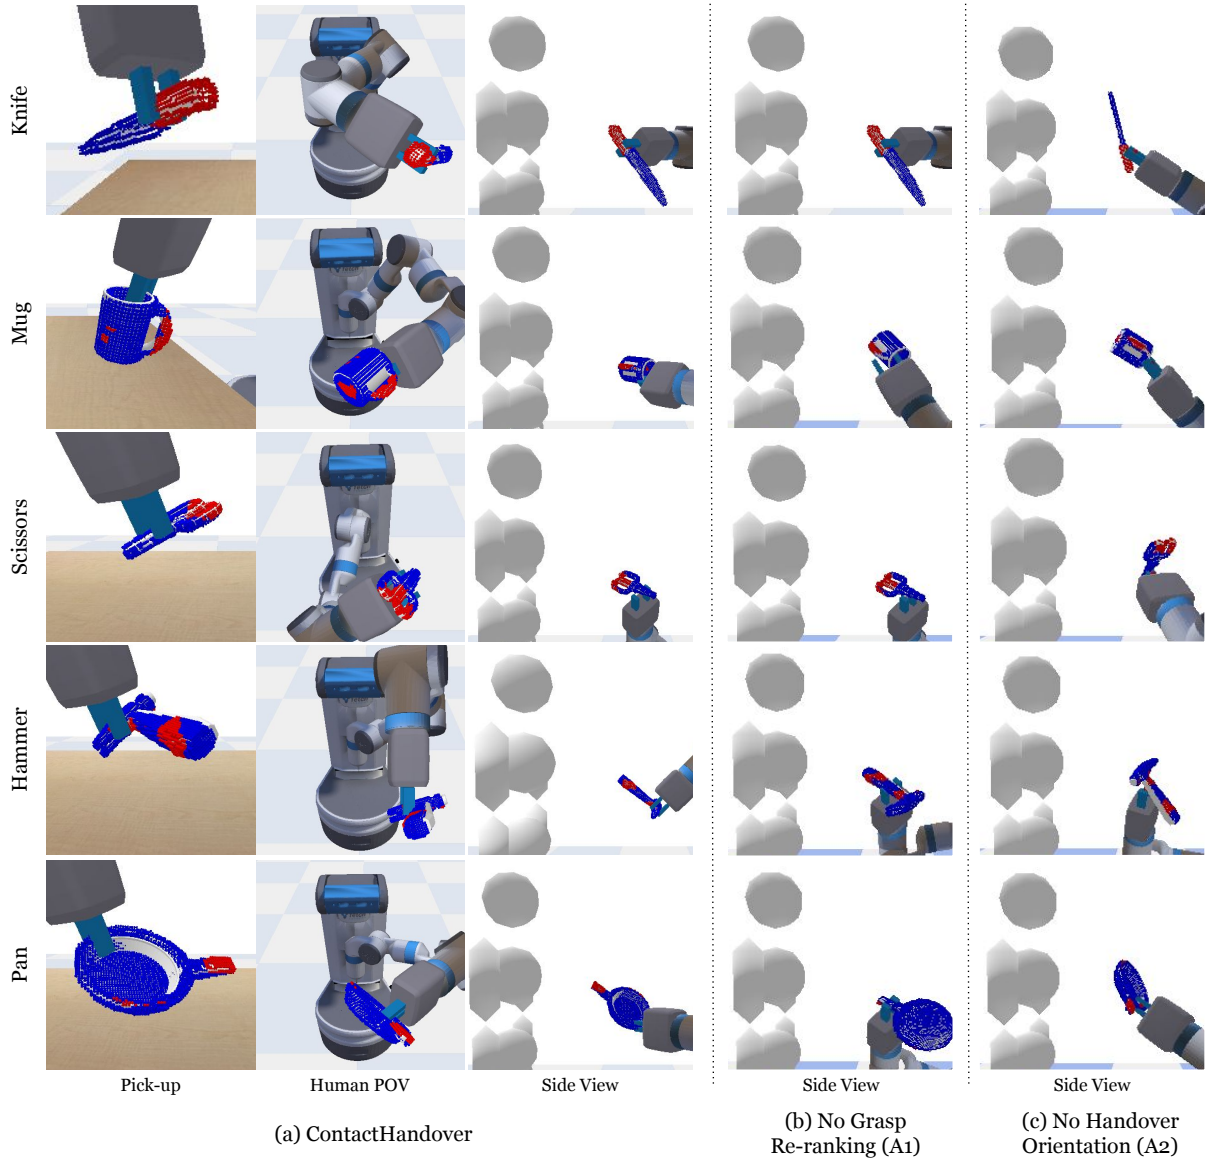 Knife
Mug
Scissors
Hammer
Pan
Pick-up
Human POV
Side View
Side View
Side View
(a) ContactHandover
(b) No Grasp
Re-ranking (A1)
(c) No Handover
Orientation (A2)